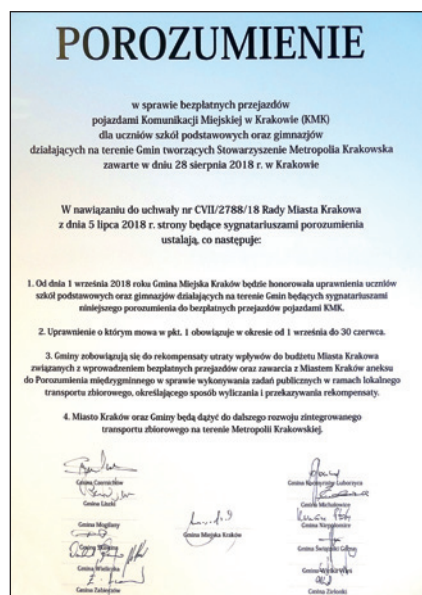 POROZUMIENIE
w sprawie bezpłatnych przejazdów
pojazdami Komunikacji Miejskiej w Krakowie (KMK)
dla uczniów szkół podstawowych oraz gimnazjów
działających na terenie Gmin tworzących Stowarzyszenie Metropolia Krakowska
zawarte w dniu 28 sierpnia 2018 r. w Krakowie
W nawiązaniu do uchwały nr CVII/2788/18 Rady Miasta Krakowa
z dnia 5 lipca 2018 r. strony będące sygnatariuszami porozumienia
ustalają, co następuje:
1. Od dnia 1 września 2018 roku Gmina Miejska Kraków będzie honorowała uprawnienia uczniów
szkół podstawowych oraz gimnazjów działających na terenie Gmin będących sygnatariuszami
niniejszego porozumienia do bezpłatnych przejazdów pojazdami KMK.
2. Uprawnienie o którym mowa w pkt. 1 obowiązuje w okresie od 1 września do 30 czerwca.
3. Gminy zobowiązują się do rekompensaty utraty wpływów do budżetu Miasta Krakowa
związanych z wprowadzeniem bezpłatnych przejazdów oraz zawarcia z Miastem Kraków aneksu
do Porozumienia międzygminnego w sprawie wykonywania zadań publicznych w ramach lokalnego
transportu zbiorowego, określającego sposób wyliczania i przekazywania rekompensaty.
4. Miasto Kraków oraz Gminy będą dążyć do dalszego rozwoju zintegrowanego
transportu zbiorowego na terenie Metropolii Krakowskiej.
Gmina Czernichów
Gmina Kocmyrzów-Luborzyca
Gmina Liszki
Gmina Michałowice
Gmina Mogilany
Gmina Miejska Kraków
Gmina Niepołomice
Gmina Skawina
Gmina Świątniki Górne
Gmina Wieliczka
Gmina Wielka Wieś
Gmina Zabierzów
Gmina Zielonki